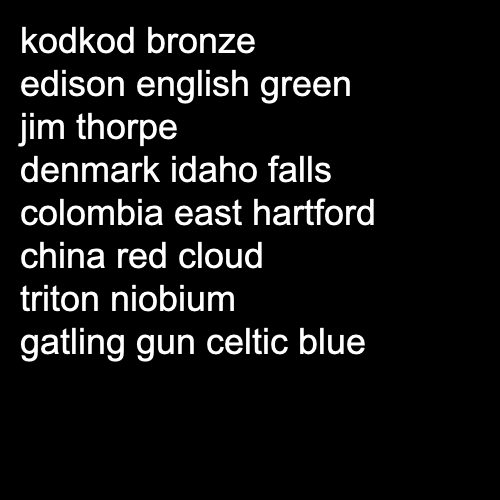 kodkod bronze
edison english green
jim thorpe
denmark idaho falls
colombia east hartford
china red cloud
triton niobium
gatling gun celtic blue